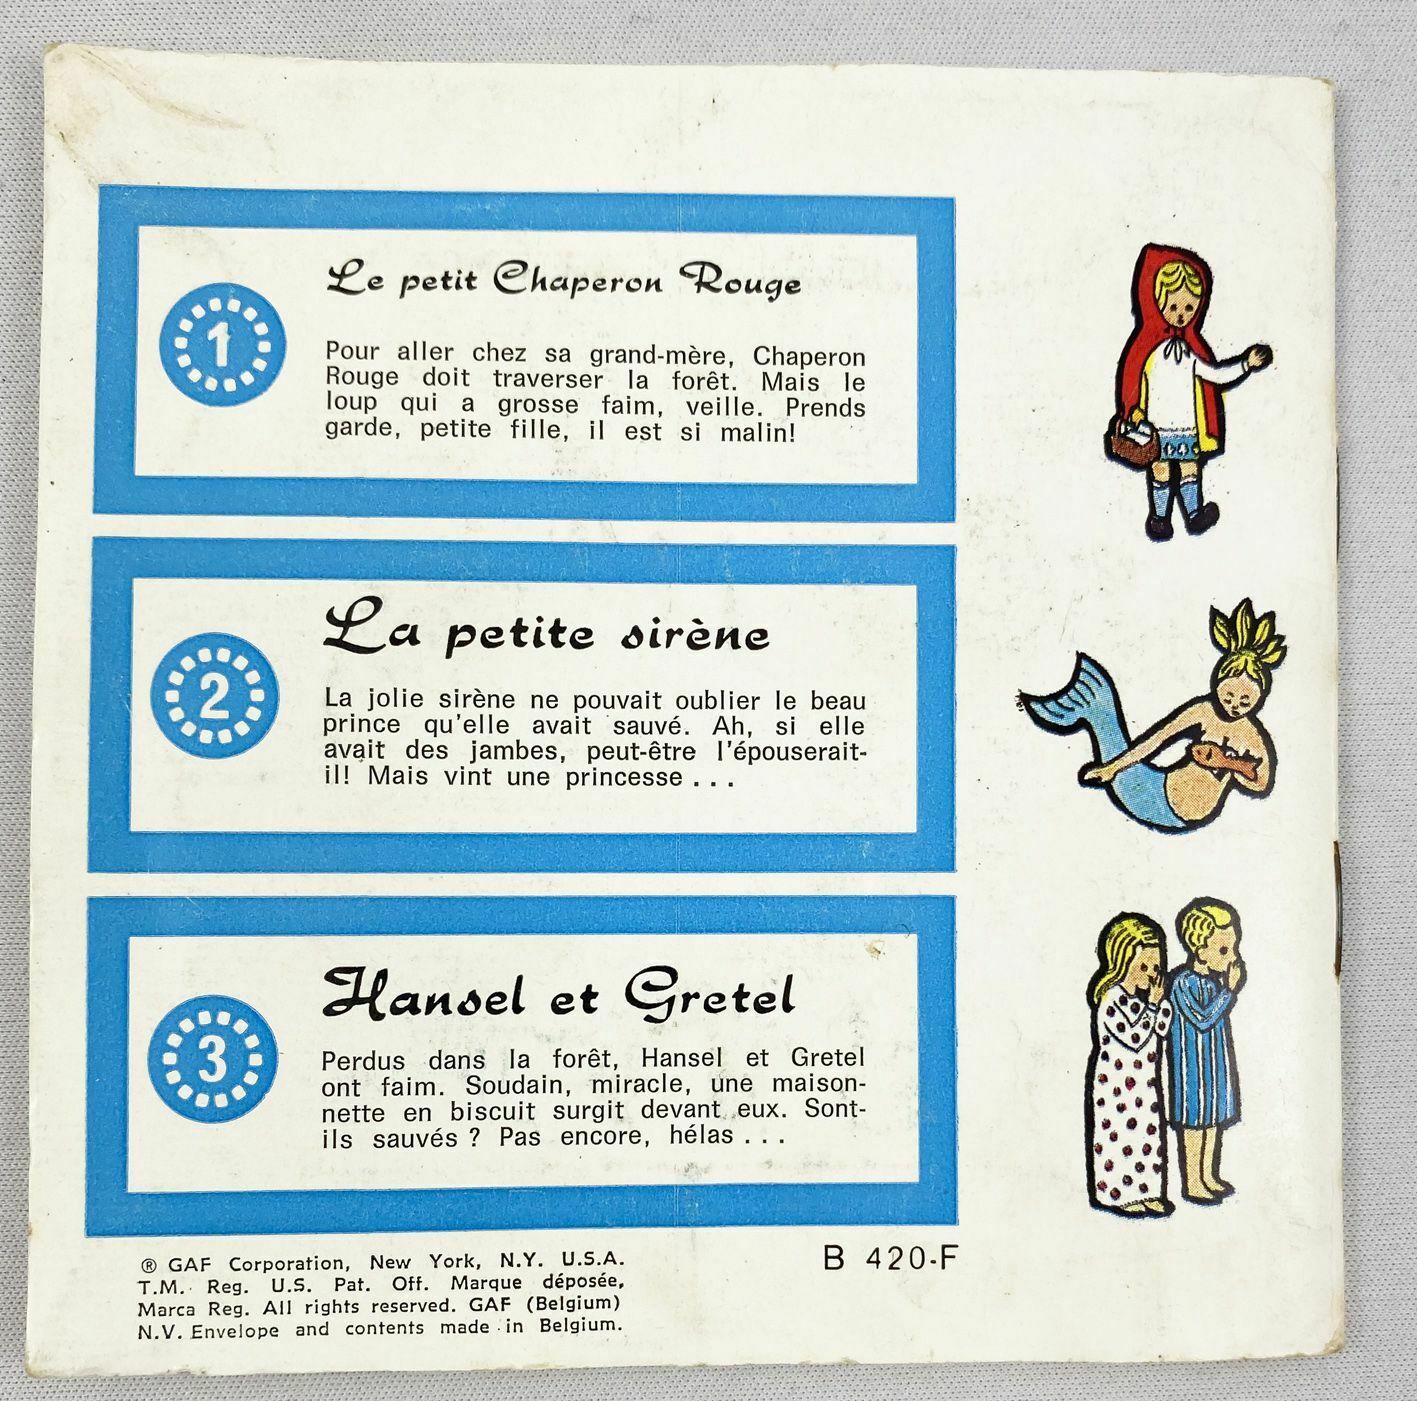 1
Le petit Chaperon Rouge
Pour aller chez sa grand-mère, Chaperon
Rouge doit traverser la forêt. Mais le
loup qui a grosse faim, veille. Prends
garde, petite fille, il est si malin!
2
La petite sirène
La jolie sirène ne pouvait oublier le beau
prince qu'elle avait sauvé. Ah, si elle
avait des jambes, peut-être l'épouserait-
il! Mais vint une princesse . . .
3
Hansel et Gretel
Perdus dans la forêt, Hansel et Gretel
ont faim. Soudain, miracle, une maison-
nette en biscuit surgit devant eux. Sont-
ils sauvés ? Pas encore, hélas . . .
® GAF Corporation, New York, N.Y. U.S.A.
T.M. Reg. U.S. Pat. Off. Marque déposée,
Marca Reg. All rights reserved. GAF (Belgium)
N.V. Envelope and contents made in Belgium.
B 420-F